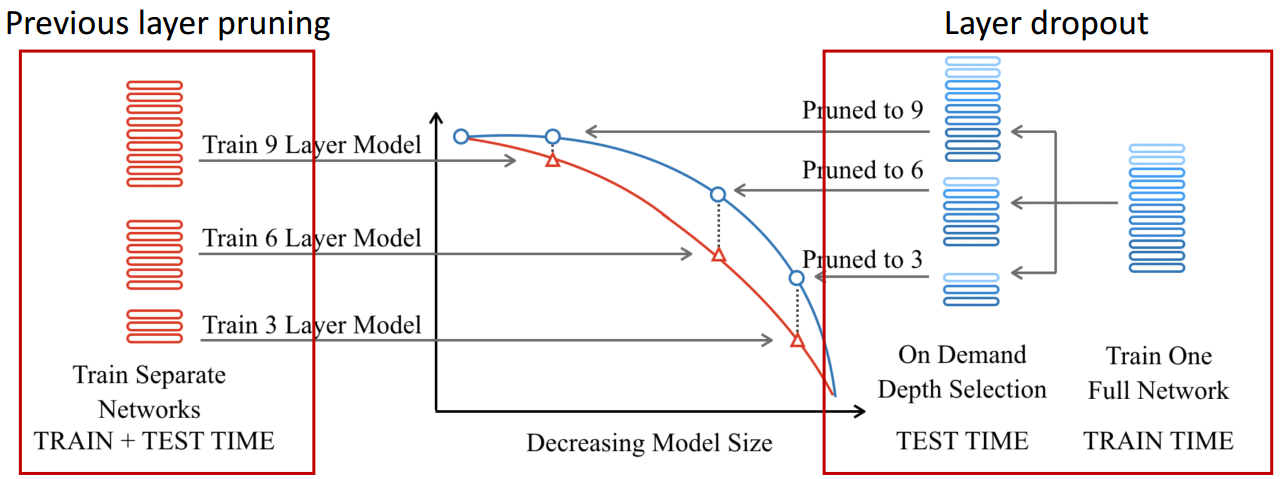 Previous layer pruning
Layer dropout
Train 9 Layer Model
Train 6 Layer Model
Train 3 Layer Model
Train Separate
Networks
TRAIN + TEST TIME
Decreasing Model Size
Pruned to 9
Pruned to 6
Pruned to 3
On Demand
Depth Selection
TEST TIME
Train One
Full Network
TRAIN TIME